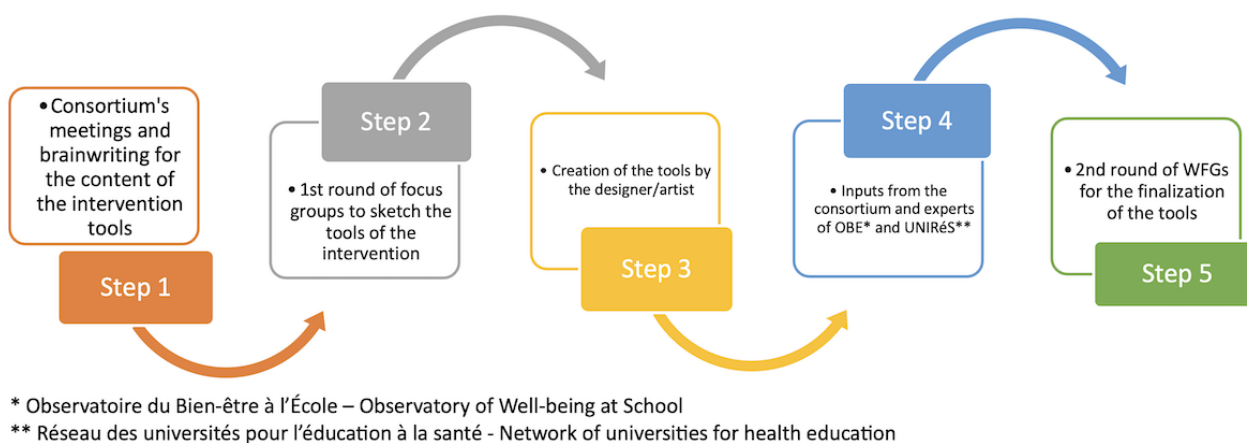 • Consortium's
meetings and
brainwriting for
the content of
the intervention
tools
Step 1
Step 2
• 1st round of focus
groups to sketch the
tools of the
intervention
• Creation of the tools by
the designer/artist
Step 3
Step 4
• Inputs from the
consortium and experts
of OBE* and UNIRéS**
• 2nd round of WFGs
for the finalization
of the tools
Step 5
* Observatoire du Bien-être à l’École – Observatory of Well-being at School
** Réseau des universités pour l’éducation à la santé - Network of universities for health education